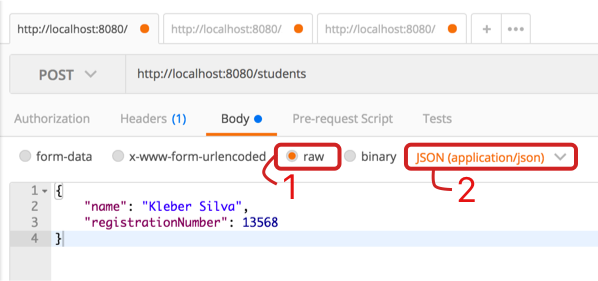 http://localhost:8080/ http://localhost:8080/ http://localhost:8080/ + •••
POST http://localhost:8080/students
Authorization Headers (1) Body Pre-request Script Tests
form-data x-www-form-urlencoded raw binary JSON (application/json)
1 2
1 {
2 "name": "Kleber Silva",
3 "registrationNumber": 13568
4 }